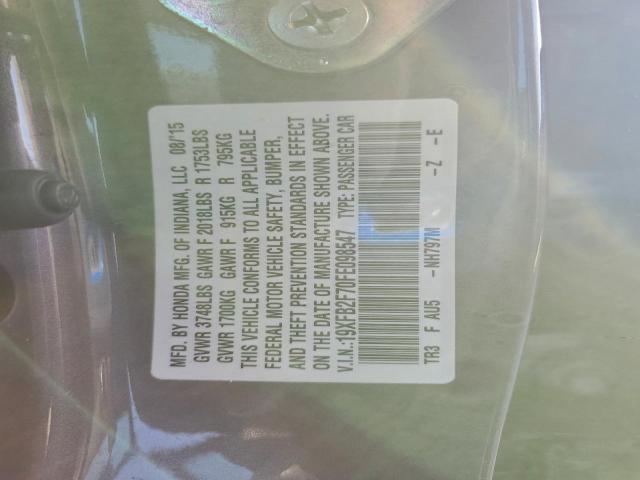 MFD. BY HONDA MFG. OF INDIANA, LLC 08/'15
GVWR 3748LBS GAWR F 2018LBS R 1753LBS
GVWR 1700KG GAWR F 915KG R 795KG
THIS VEHICLE CONFORMS TO ALL APPLICABLE
FEDERAL MOTOR VEHICLE SAFETY, BUMPER,
AND THEFT PREVENTION STANDARDS IN EFFECT
ON THE DATE OF MANUFACTURE SHOWN ABOVE.
V.I.N.:19XFB2F70FE098547 TYPE: PASSENGER CAR
TR3 F AU5 -NH797M -Z -E